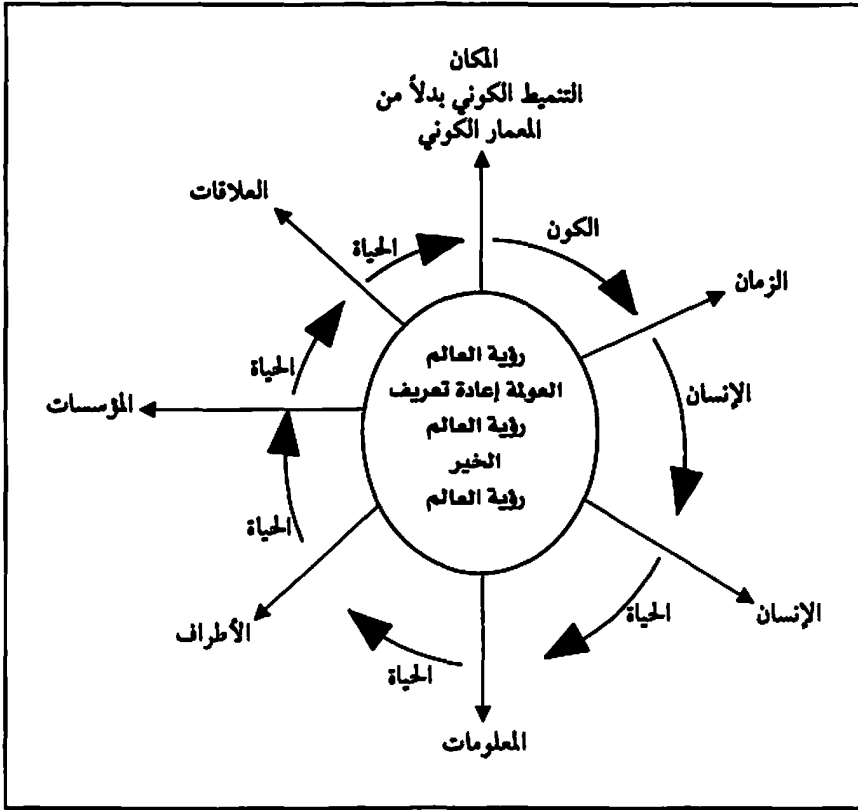 المكان
التنميط الكوني بدلاً من
المعمار الكوني
العلاقات
الحياة
الكون
الزمان
رؤية العالم
العولمة إعادة تعريف
رؤية العالم
الخير
رؤية العالم
الحياة
الإنسان
المؤسسات
الحياة
الأطراف
الحياة
الحياة
الإنسان
المعلومات